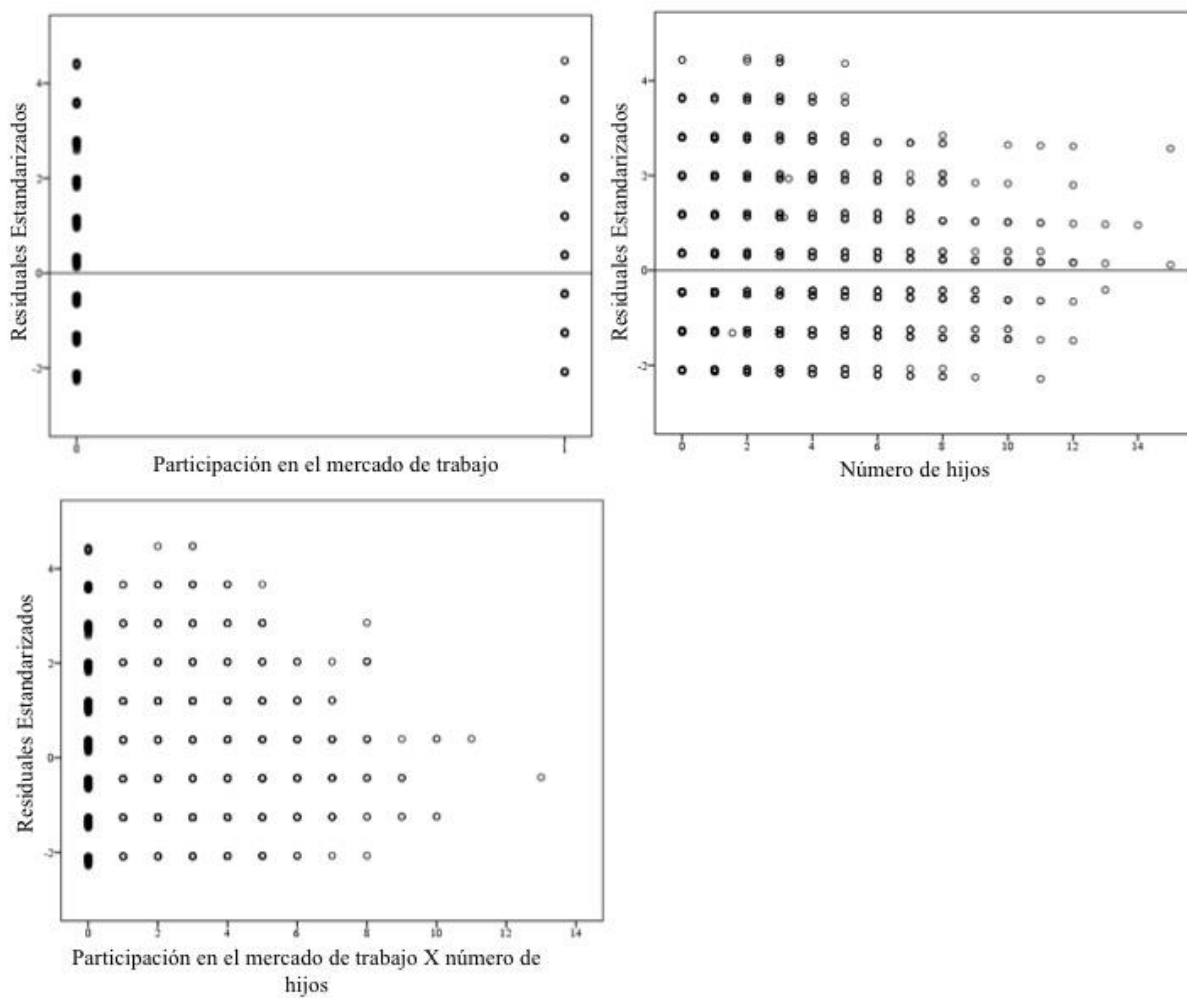 Residuales Estandarizados
4
2
0
-2
0 1
Participación en el mercado de trabajo
Residuales Estandarizados
4
2
0
-2
0 2 4 6 8 10 12 14
Número de hijos
Residuales Estandarizados
4
2
0
-2
0 2 4 6 8 10 12 14
Participación en el mercado de trabajo X número de
hijos